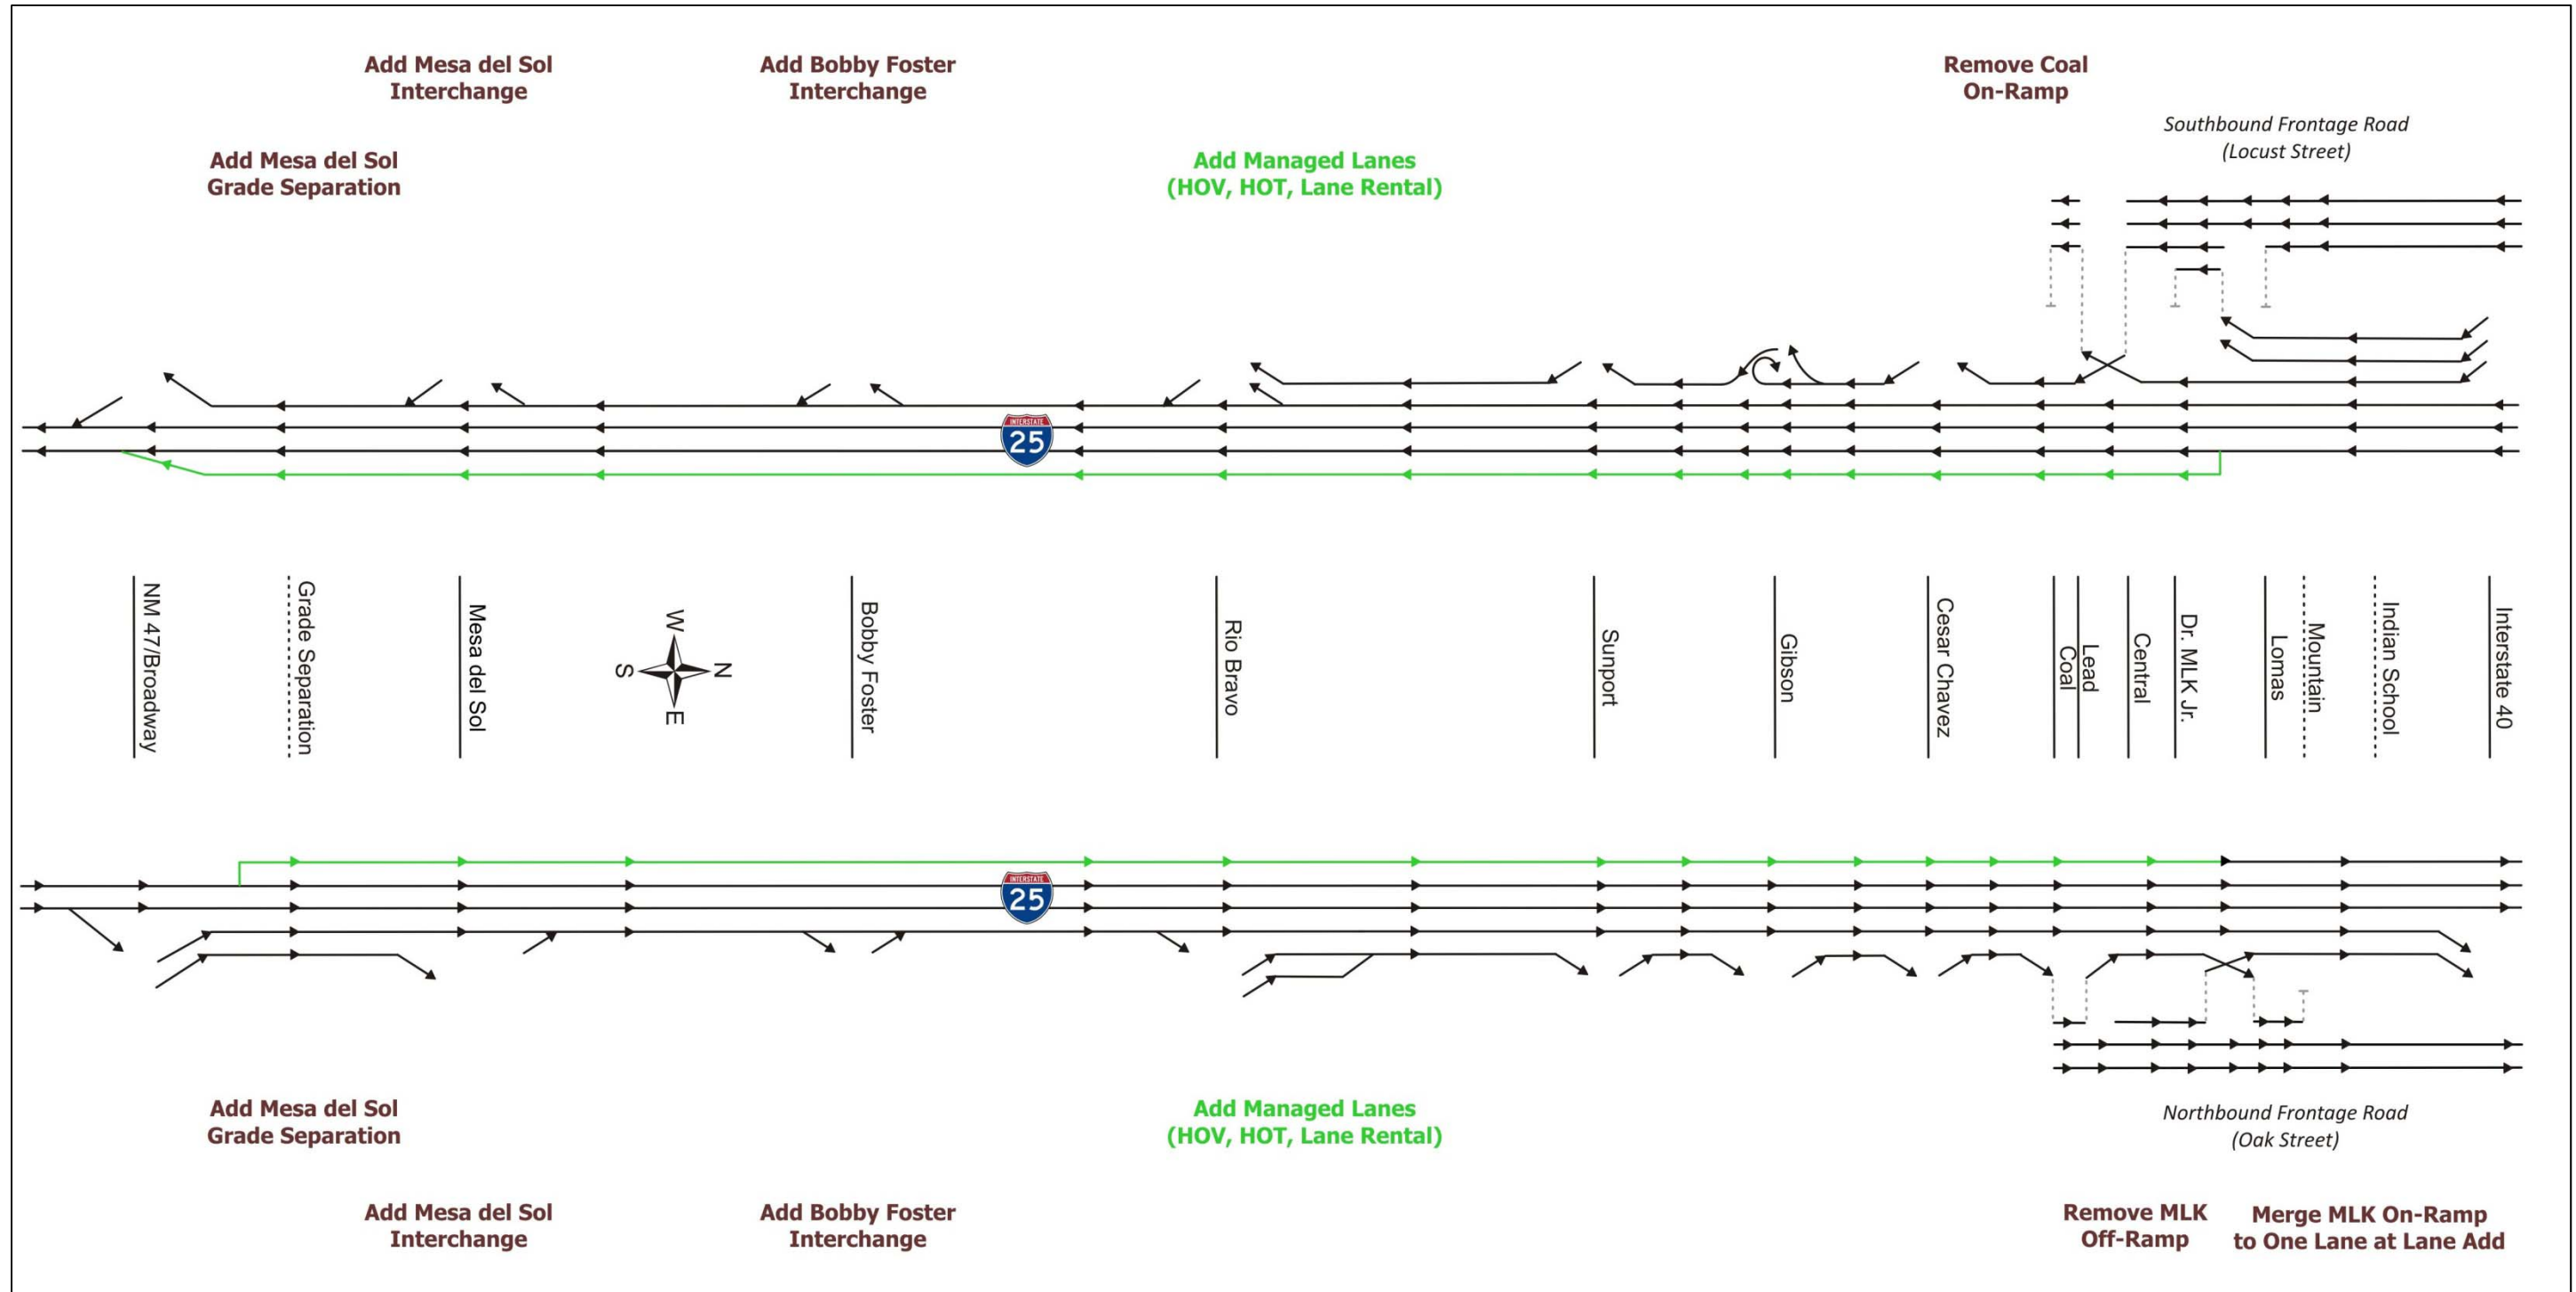 Add Mesa del Sol
Interchange
Add Bobby Foster
Interchange
Remove Coal
On-Ramp
Southbound Frontage Road
(Locust Street)
Add Mesa del Sol
Grade Separation
Add Managed Lanes
(HOV, HOT, Lane Rental)
INTERSTATE
25
NM 47/Broadway
Grade Separation
Mesa del Sol
W
N
S
E
Bobby Foster
Rio Bravo
Sunport
Gibson
Cesar Chavez
Coal
Lead
Central
Dr. MLK Jr.
Lomas
Mountain
Indian School
Interstate 40
INTERSTATE
25
Add Mesa del Sol
Grade Separation
Add Managed Lanes
(HOV, HOT, Lane Rental)
Northbound Frontage Road
(Oak Street)
Add Mesa del Sol
Interchange
Add Bobby Foster
Interchange
Remove MLK
Off-Ramp
Merge MLK On-Ramp
to One Lane at Lane Add